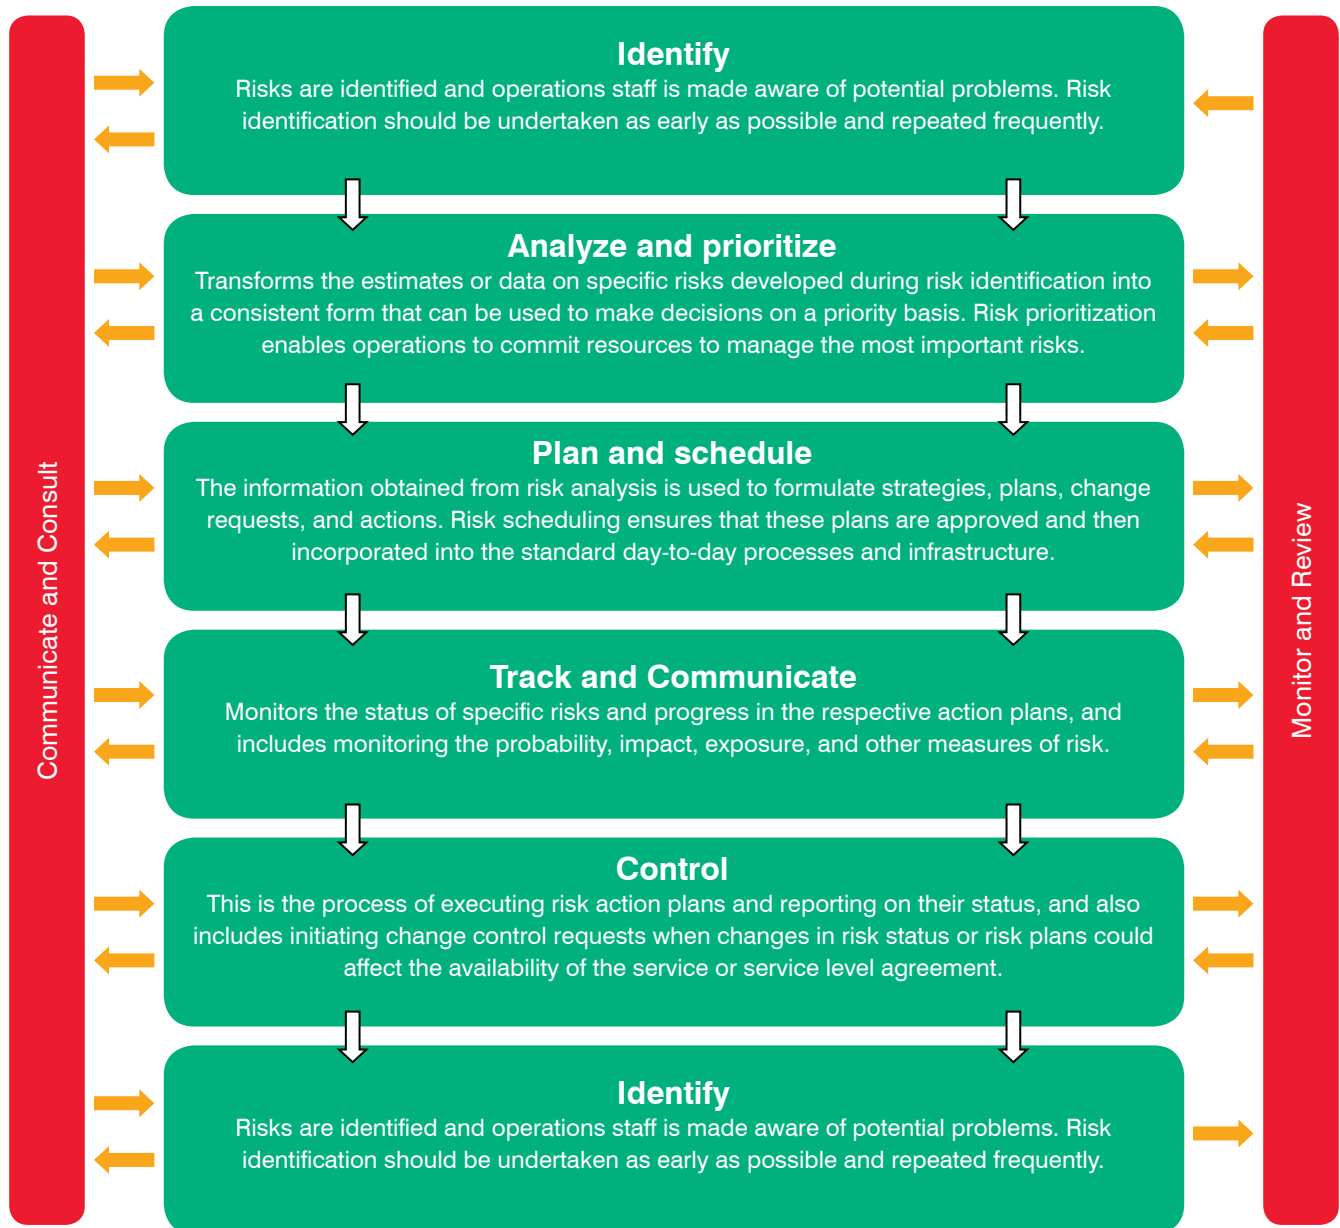 Communicate and Consult
Identify
Risks are identified and operations staff is made aware of potential problems. Risk
identification should be undertaken as early as possible and repeated frequently.
Analyze and prioritize
Transforms the estimates or data on specific risks developed during risk identification into
a consistent form that can be used to make decisions on a priority basis. Risk prioritization
enables operations to commit resources to manage the most important risks.
Plan and schedule
The information obtained from risk analysis is used to formulate strategies, plans, change
requests, and actions. Risk scheduling ensures that these plans are approved and then
incorporated into the standard day-to-day processes and infrastructure.
Track and Communicate
Monitors the status of specific risks and progress in the respective action plans, and
includes monitoring the probability, impact, exposure, and other measures of risk.
Control
This is the process of executing risk action plans and reporting on their status, and also
includes initiating change control requests when changes in risk status or risk plans could
affect the availability of the service or service level agreement.
Identify
Risks are identified and operations staff is made aware of potential problems. Risk
identification should be undertaken as early as possible and repeated frequently.
Monitor and Review